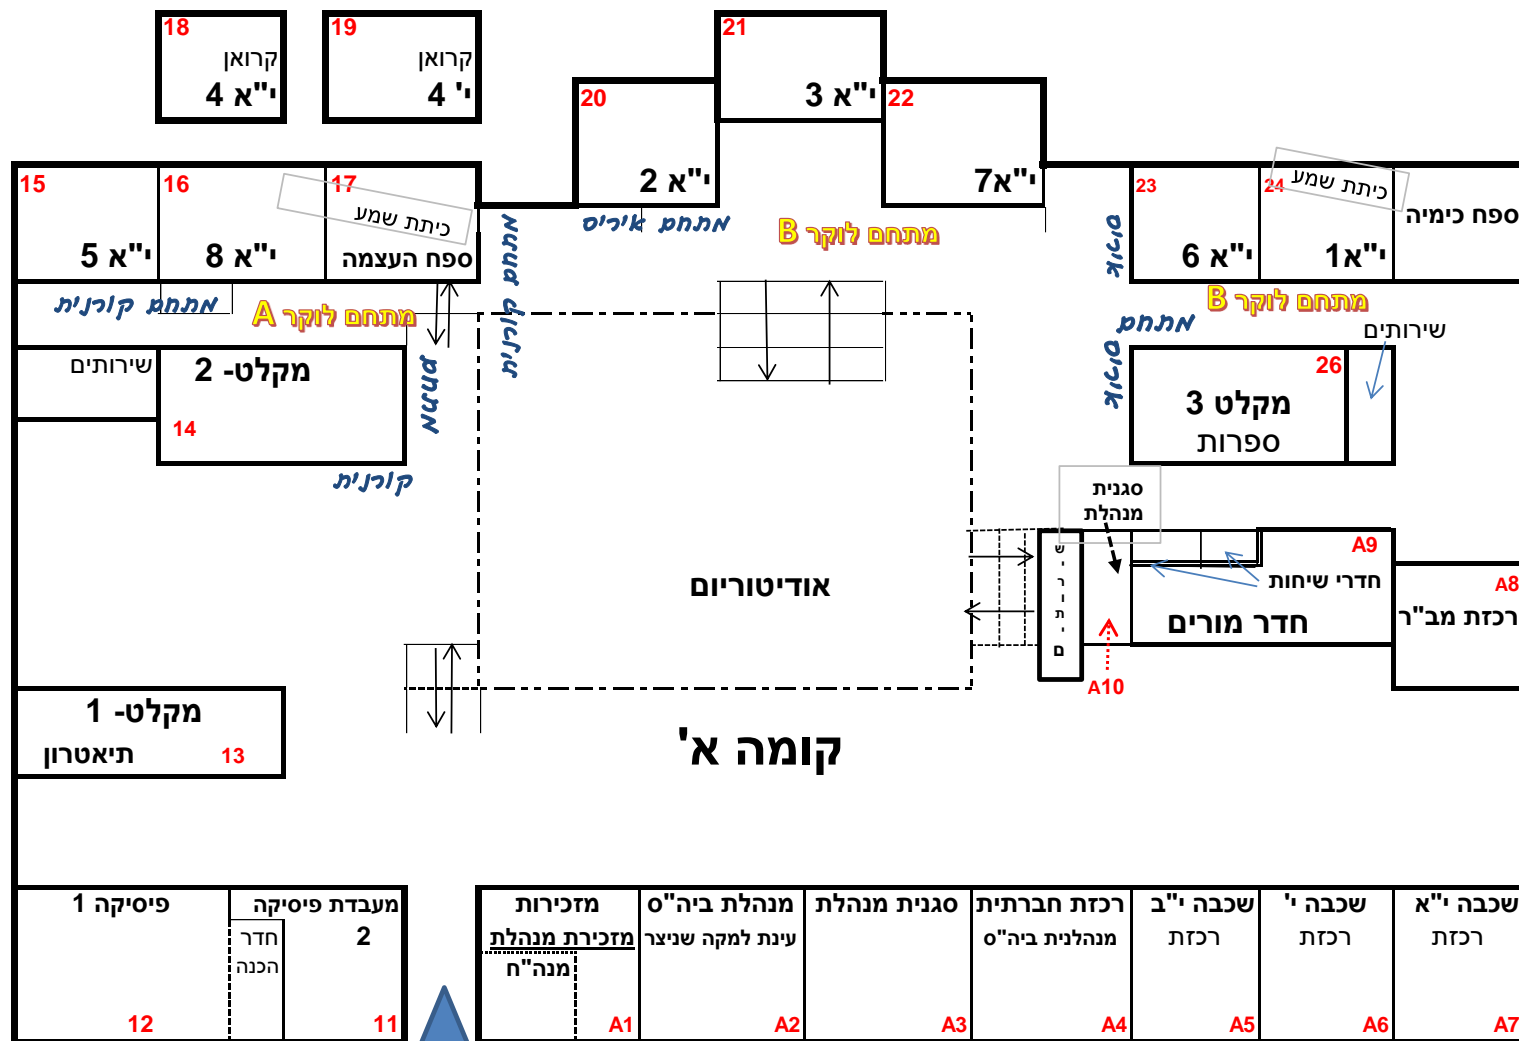 18
קרואן
י"א 4
19
קרואן
י' 4
20
י"א 2
21
י"א 3
22
י"א7
15
י"א 5
16
י"א 8
17
כיתת שמע
ספח העצמה
23
י"א 6
24
כיתת שמע
י"א1
ספח כימיה
מתחם איריס
מתחם לוקר B
מתחם קורנית
מתחם לוקר A
מתחם קורנית
מתחם לוקר B
מתחם
שירותים
שירותים
מקלט- 2
14
קורנית
26
מקלט 3
ספרות
סגנית
מנהלת
שירותים
A9
חדרי שיחות
חדר מורים
A10
A8
רכזת מב"ר
אודיטוריום
מקלט- 1
תיאטרון
13
קומה א'
פיסיקה 1
12
מעבדת פיסיקה
2
חדר
הכנה
11
מזכירות
מזכירת מנהלת
מנה"ח
A1
מנהלת ביה"ס
עינת למקה שניצר
A2
סגנית מנהלת
A3
רכזת חברתית
מנהלנית ביה"ס
A4
שכבה י"ב
רכזת
A5
שכבה י'
רכזת
A6
שכבה י"א
רכזת
A7